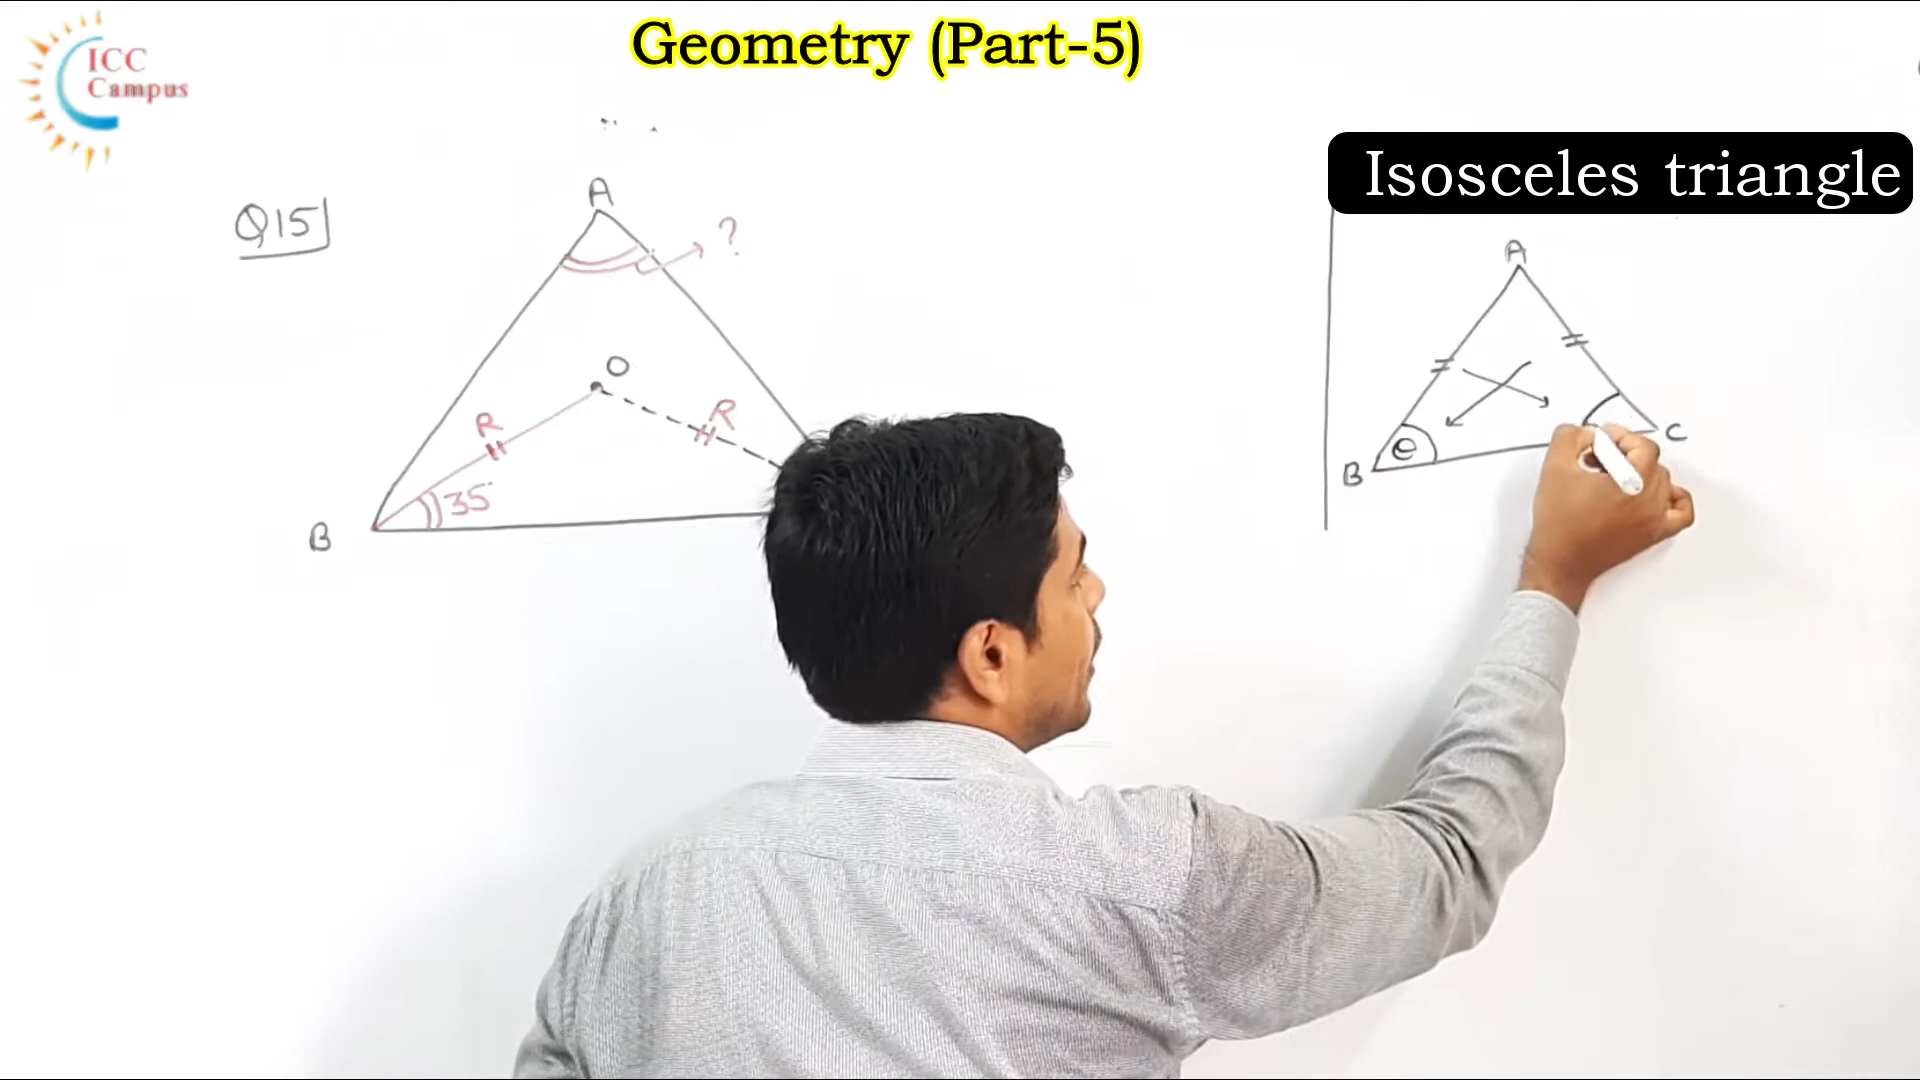 Geometry (Part-5)
ICC
Campus
Isosceles triangle
Q15
A
?
O
R
R
35°
B
A
B
C
θ